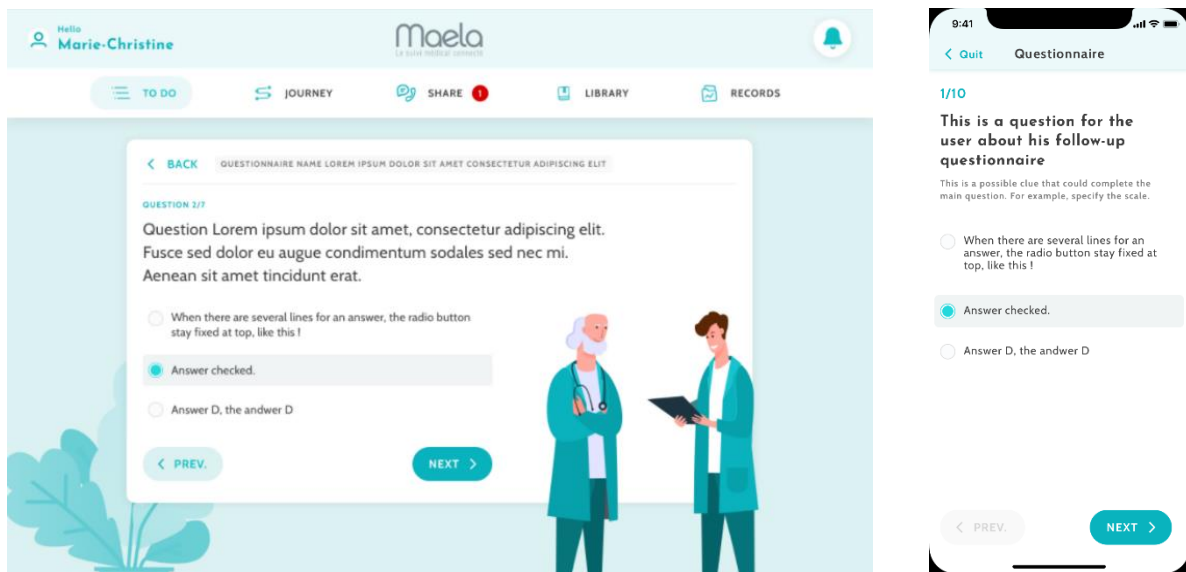 Hello
Marie-Christine
Maela
Le suivi médical connecté
TO DO
JOURNEY
SHARE 1
LIBRARY
RECORDS
BACK
QUESTIONNAIRE NAME LOREM IPSUM DOLOR SIT AMET CONSECTETUR ADIPISCING ELIT
QUESTION 2/7
Question Lorem ipsum dolor sit amet, consectetur adipiscing elit.
Fusce sed dolor eu augue condimentum sodales sed nec mi.
Aenean sit amet tincidunt erat.
When there are several lines for an answer, the radio button
stay fixed at top, like this !
Answer checked.
Answer D, the andwer D
PREV.
NEXT
9:41
Quit
Questionnaire
1/10
This is a question for the
user about his follow-up
questionnaire
This is a possible clue that could complete the
main question. For example, specify the scale.
When there are several lines for an
answer, the radio button stay fixed at
top, like this !
Answer checked.
Answer D, the andwer D
PREV.
NEXT